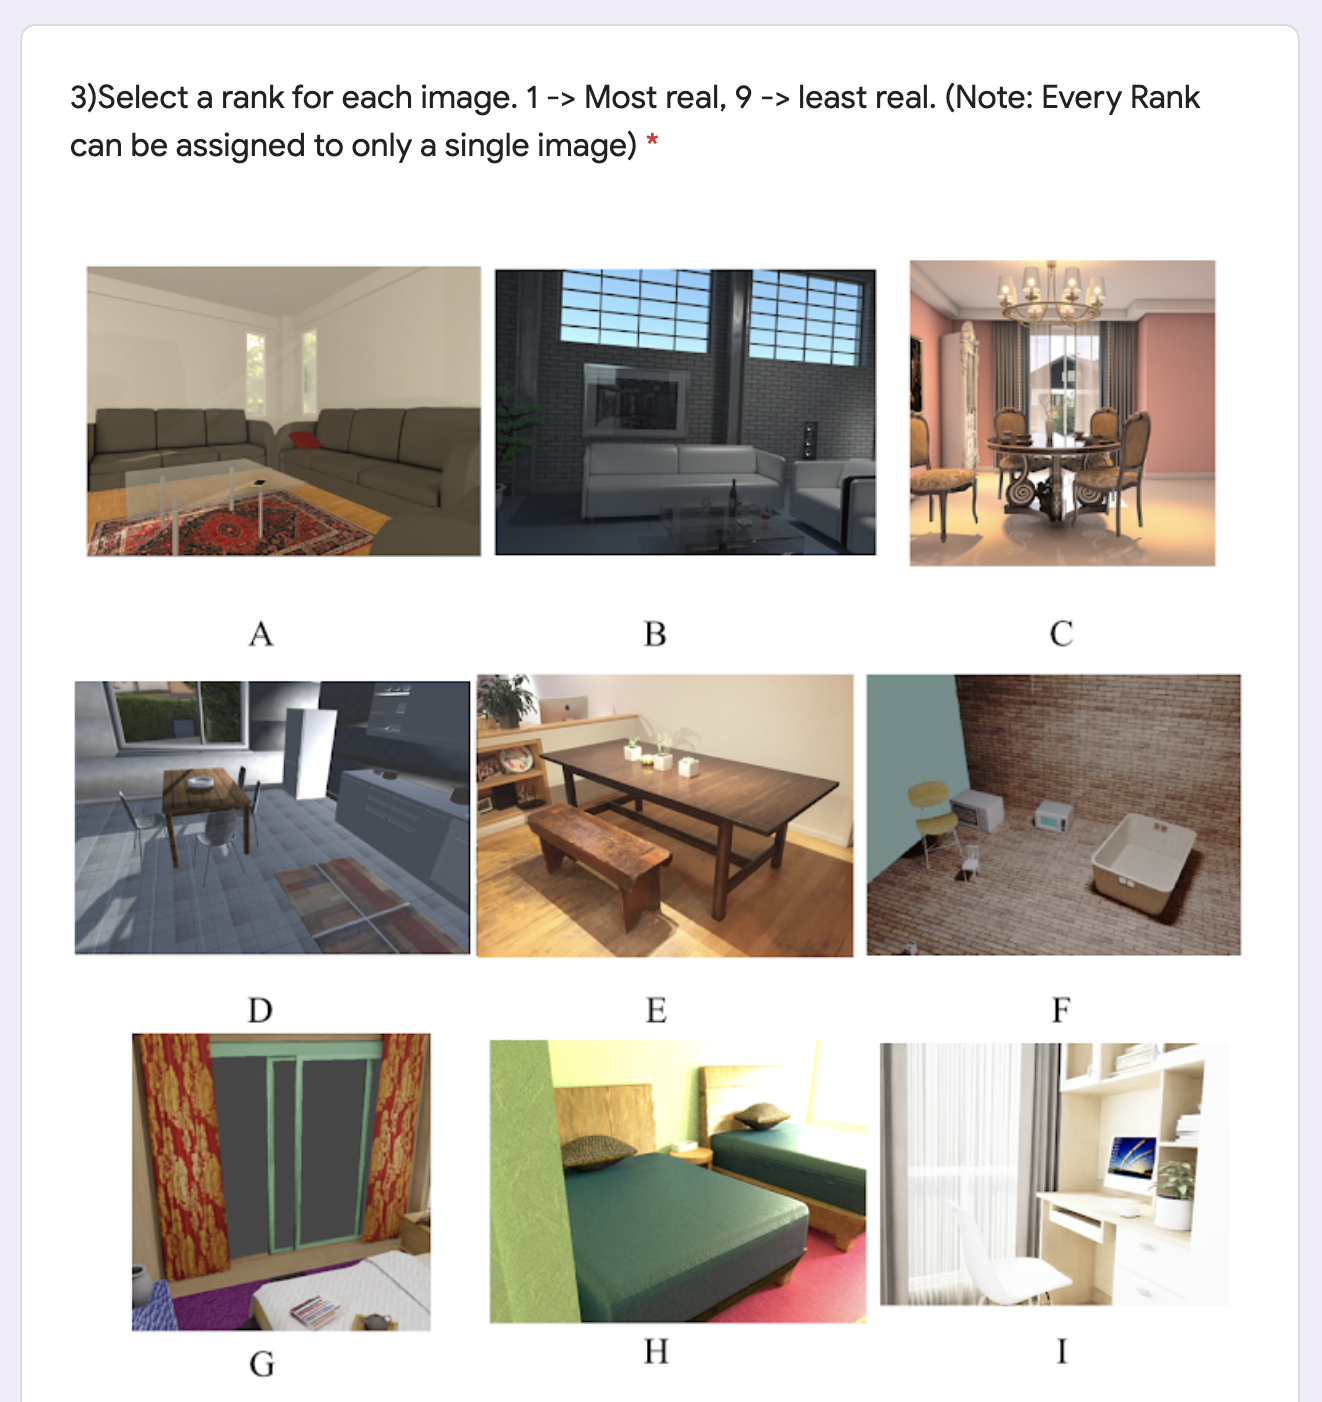 3)Select a rank for each image. 1 -> Most real, 9 -> least real. (Note: Every Rank
can be assigned to only a single image) *
A
B
C
D
E
F
G
H
I